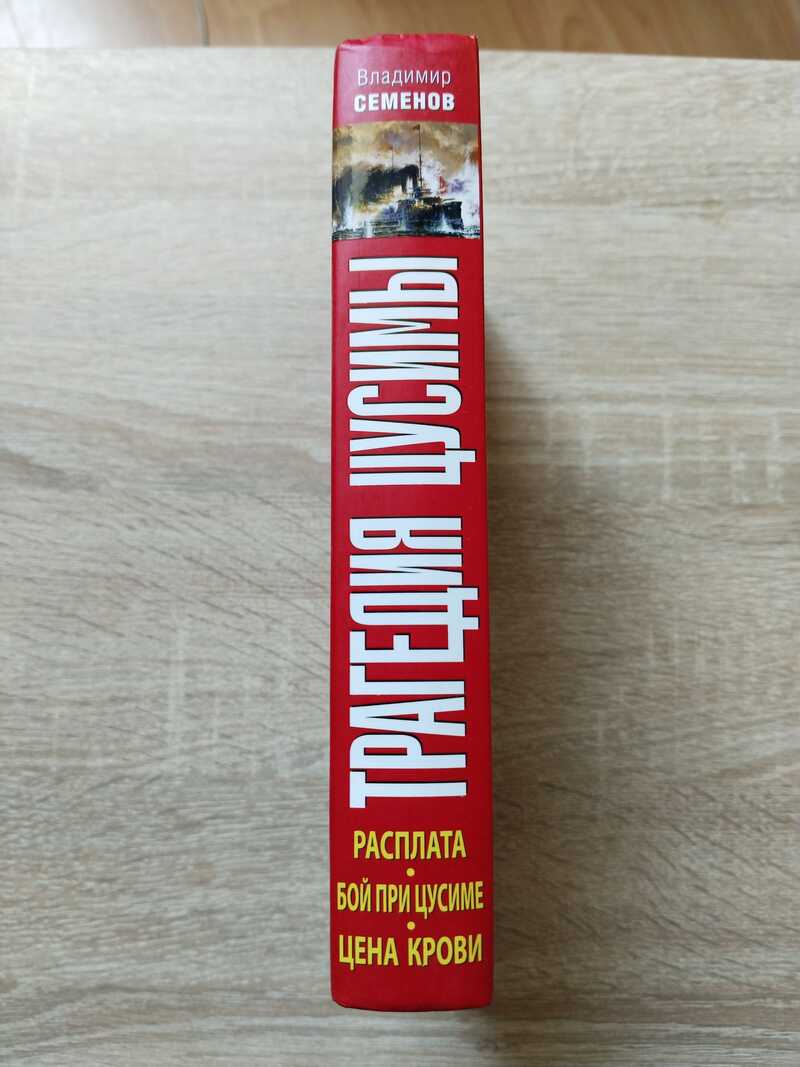 Владимир
СЕМЕНОВ
ТРАГЕДИЯ ЦУСИМЫ
РАСПЛАТА
•
БОЙ ПРИ ЦУСИМЕ
•
ЦЕНА КРОВИ